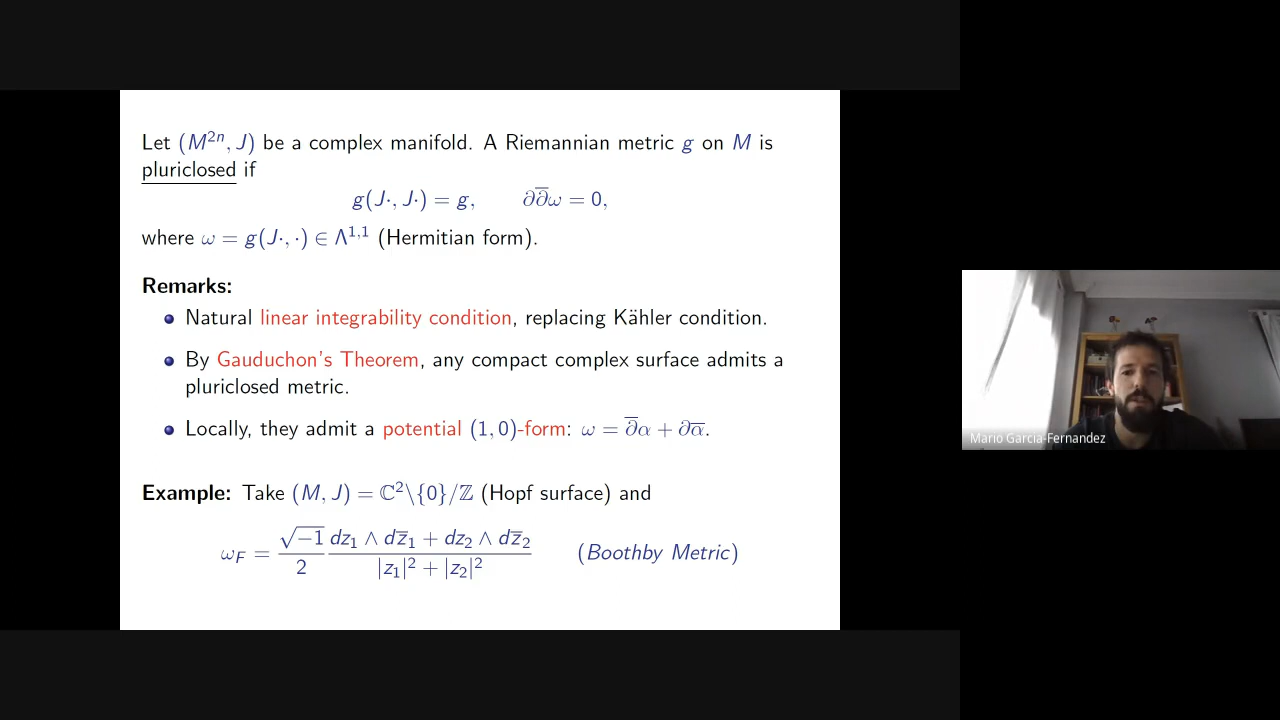 Let (M²ⁿ, J) be a complex manifold. A Riemannian metric g on M is
pluriclosed if
g(J·, J·) = g, ∂∂̅ω = 0,
where ω = g(J·, ·) ∈ Λ¹,¹ (Hermitian form).
Remarks:
Natural linear integrability condition, replacing Kähler condition.
By Gauduchon's Theorem, any compact complex surface admits a
pluriclosed metric.
Locally, they admit a potential (1, 0)-form: ω = ∂̅α + ∂α̅.
Example: Take (M, J) = ℂ²\{0}/ℤ (Hopf surface) and
ω_F = √−1/2 (dz₁ ∧ dz̅₁ + dz₂ ∧ dz̅₂)/(|z₁|² + |z₂|²) (Boothby Metric)
Mario Garcia-Fernandez